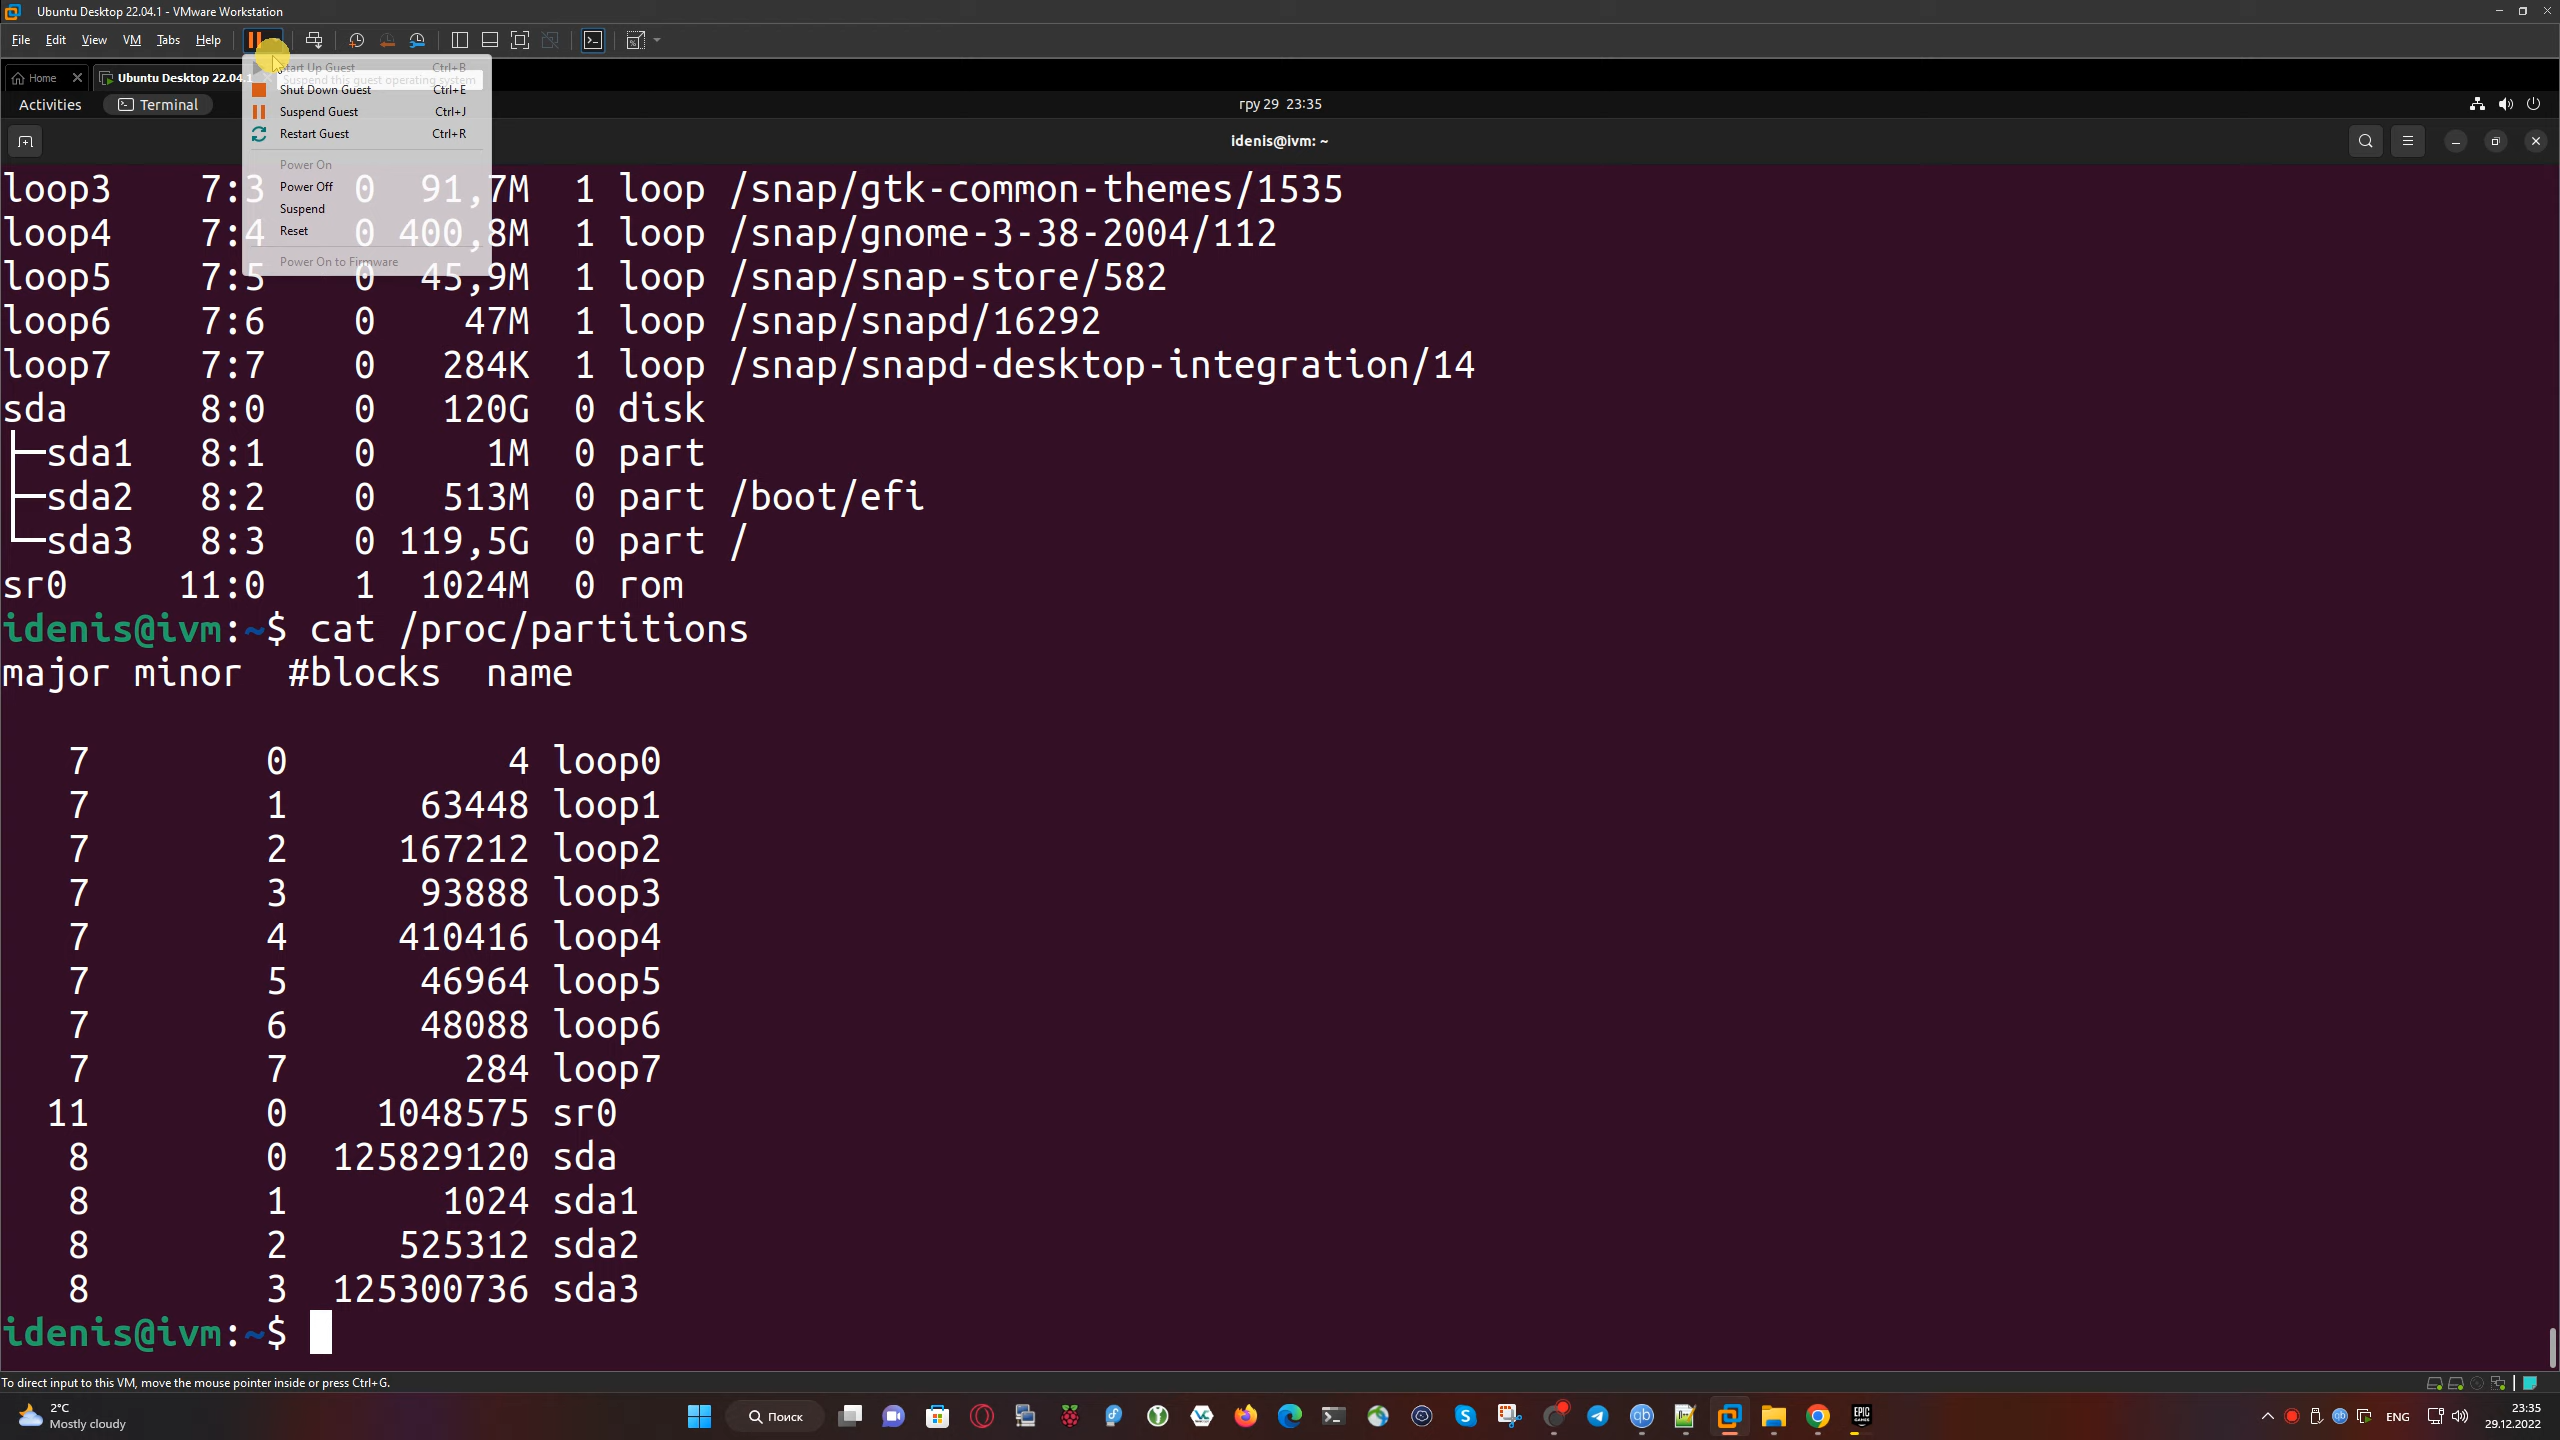 Ubuntu Desktop 22.04.1 - VMware Workstation
File Edit View VM Tabs Help
Home Ubuntu Desktop 22.04.1
Start Up Guest Ctrl+B
Suspend this guest operating system
Shut Down Guest Ctrl+E
Suspend Guest Ctrl+J
Restart Guest Ctrl+R
Power On
Power Off
Suspend
Reset
Power On to Firmware
Activities Terminal гру 29 23:35
idenis@ivm: ~
loop3 7:3 0 91,7M 1 loop /snap/gtk-common-themes/1535
loop4 7:4 0 400,8M 1 loop /snap/gnome-3-38-2004/112
loop5 7:5 0 45,9M 1 loop /snap/snap-store/582
loop6 7:6 0 47M 1 loop /snap/snapd/16292
loop7 7:7 0 284K 1 loop /snap/snapd-desktop-integration/14
sda 8:0 0 120G 0 disk
├─sda1 8:1 0 1M 0 part
├─sda2 8:2 0 513M 0 part /boot/efi
└─sda3 8:3 0 119,5G 0 part /
sr0 11:0 1 1024M 0 rom
idenis@ivm:~$ cat /proc/partitions
major minor #blocks name
7 0 4 loop0
7 1 63448 loop1
7 2 167212 loop2
7 3 93888 loop3
7 4 410416 loop4
7 5 46964 loop5
7 6 48088 loop6
7 7 284 loop7
11 0 1048575 sr0
8 0 125829120 sda
8 1 1024 sda1
8 2 525312 sda2
8 3 125300736 sda3
idenis@ivm:~$
To direct input to this VM, move the mouse pointer inside or press Ctrl+G.
2°C
Mostly cloudy
Поиск
ENG
23:35
29.12.2022